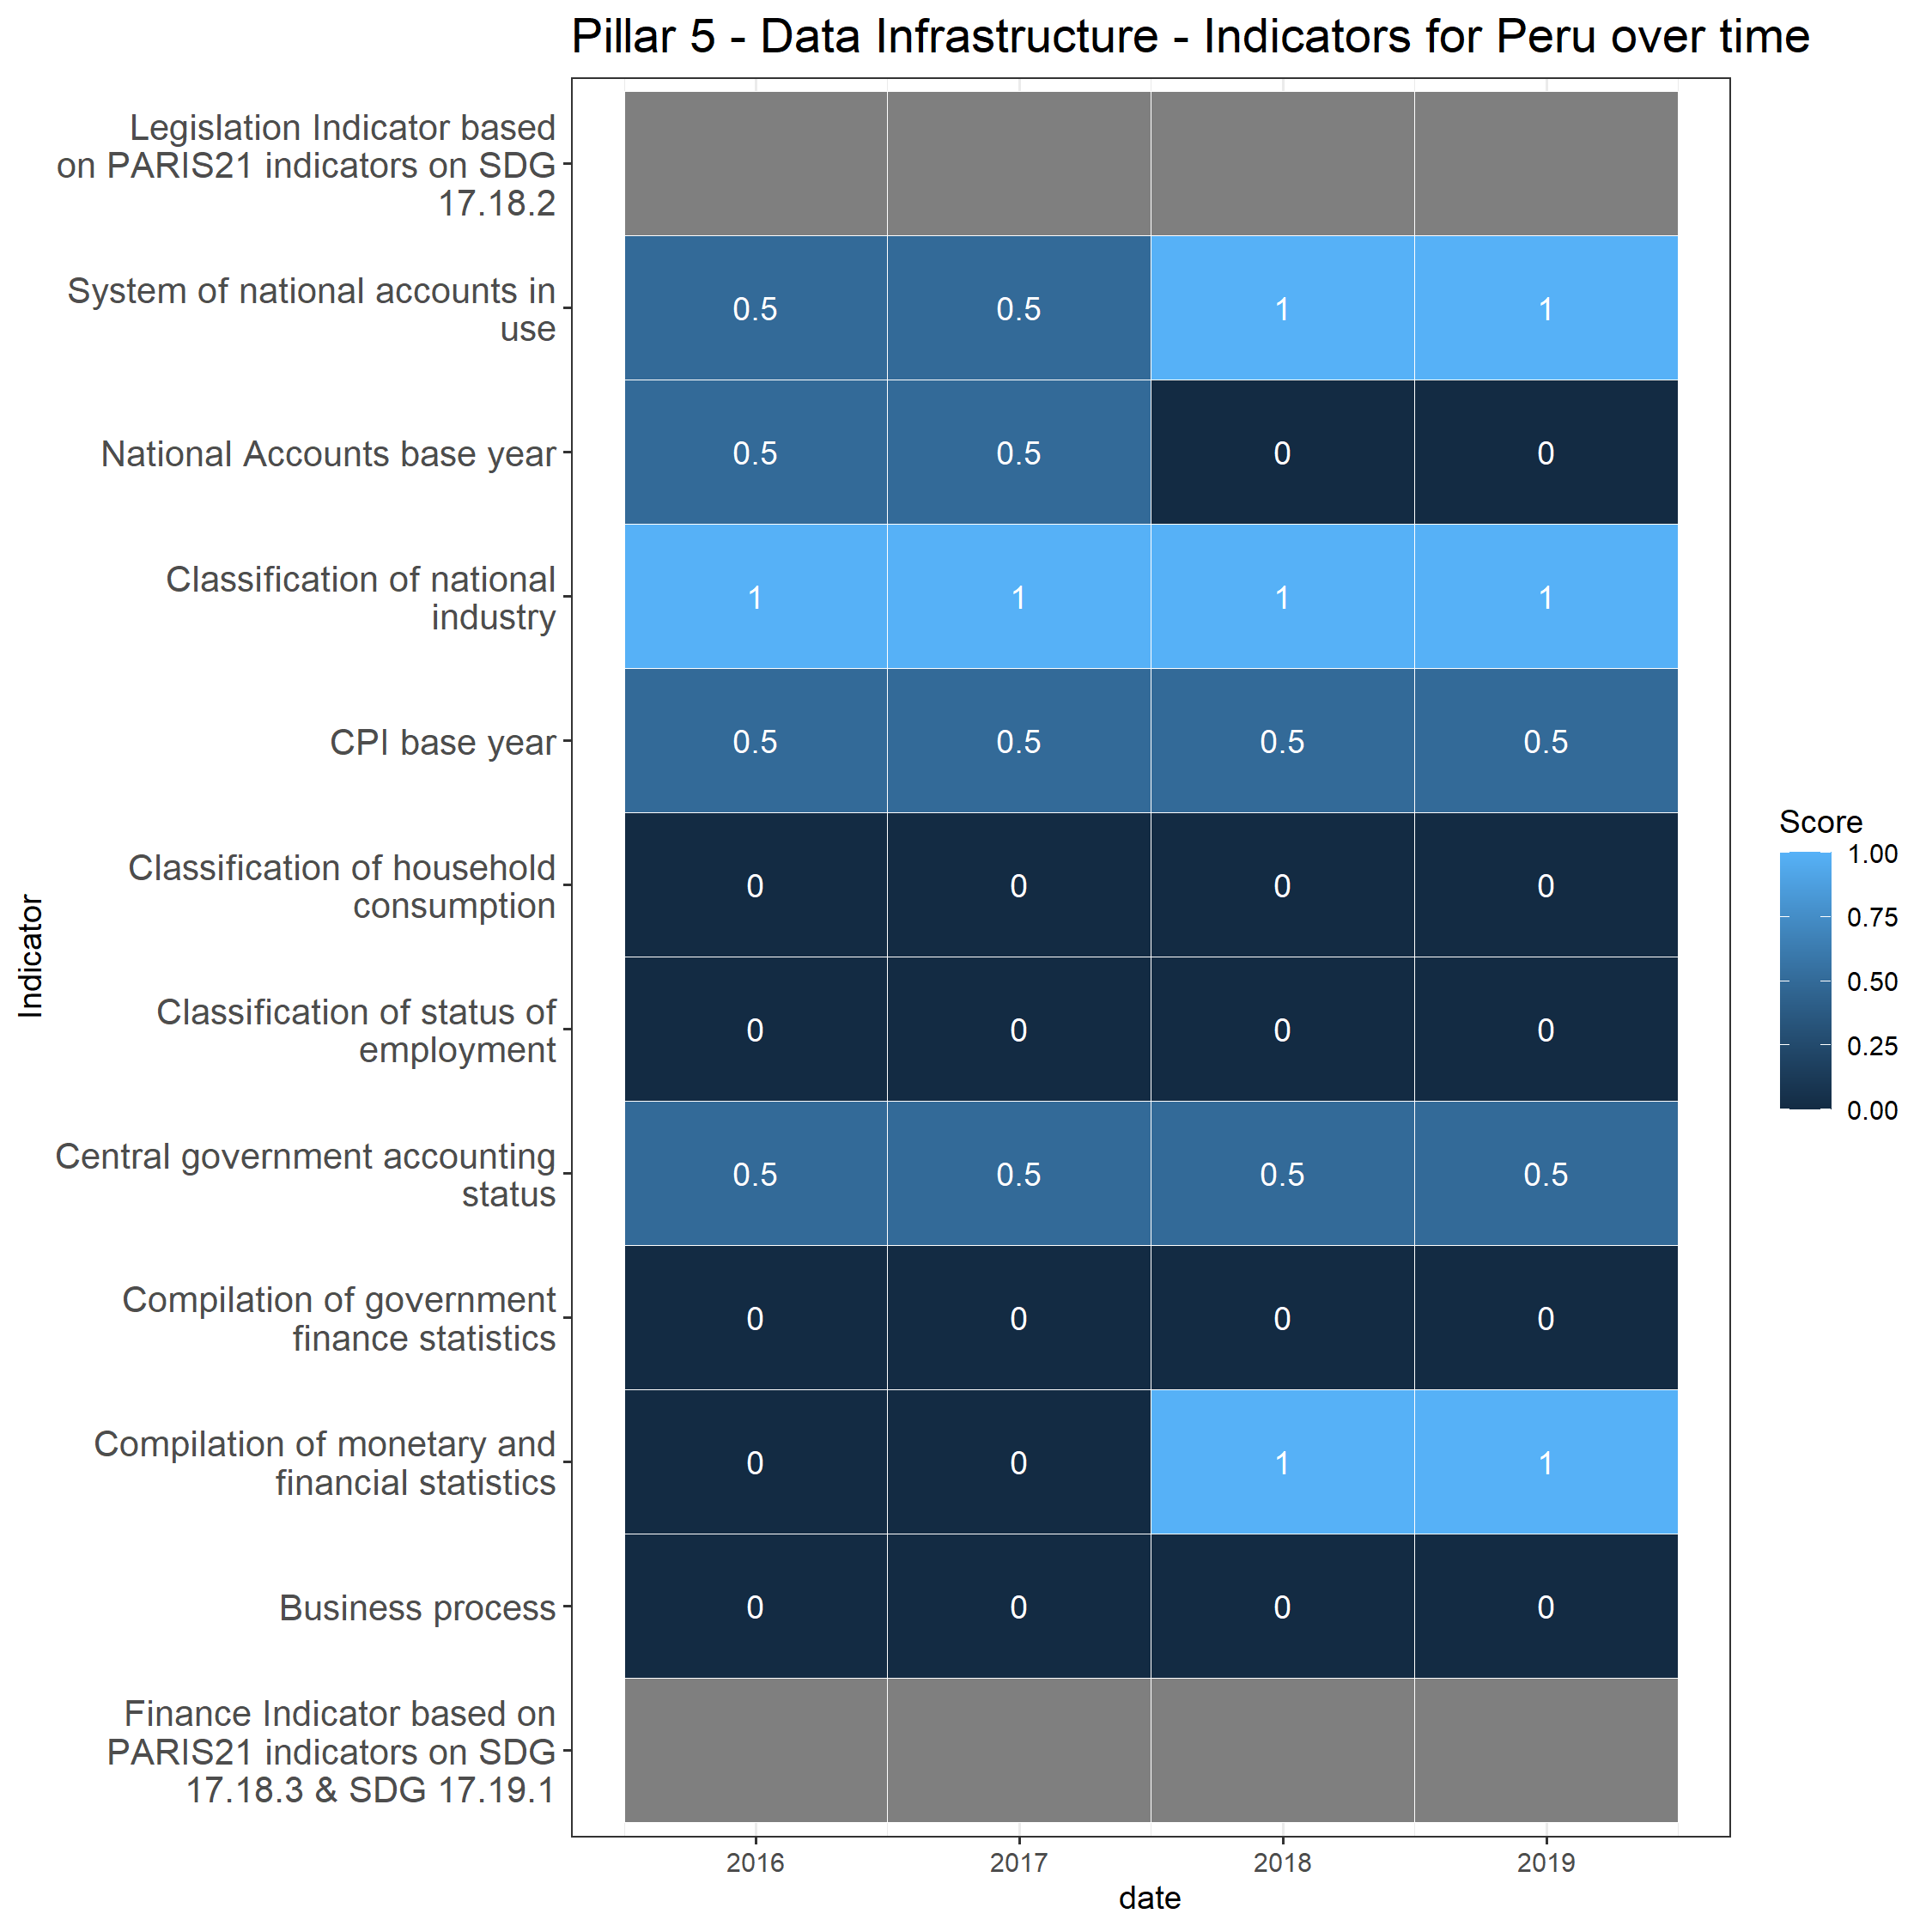 Pillar 5 - Data Infrastructure - Indicators for Peru over time
Indicator
Legislation Indicator based
on PARIS21 indicators on SDG
17.18.2
System of national accounts in
use
0.5 0.5 1 1
National Accounts base year
0.5 0.5 0 0
Classification of national
industry
1 1 1 1
CPI base year
0.5 0.5 0.5 0.5
Classification of household
consumption
0 0 0 0
Classification of status of
employment
0 0 0 0
Central government accounting
status
0.5 0.5 0.5 0.5
Compilation of government
finance statistics
0 0 0 0
Compilation of monetary and
financial statistics
0 0 1 1
Business process
0 0 0 0
Finance Indicator based on
PARIS21 indicators on SDG
17.18.3 & SDG 17.19.1
2016 2017 2018 2019
date
Score
1.00
0.75
0.50
0.25
0.00